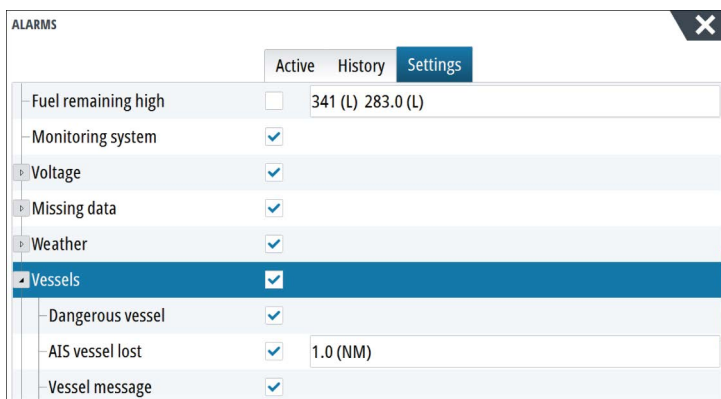 ALARMS
Active History Settings
Fuel remaining high 341 (L) 283.0 (L)
Monitoring system
Voltage
Missing data
Weather
Vessels
Dangerous vessel
AIS vessel lost 1.0 (NM)
Vessel message